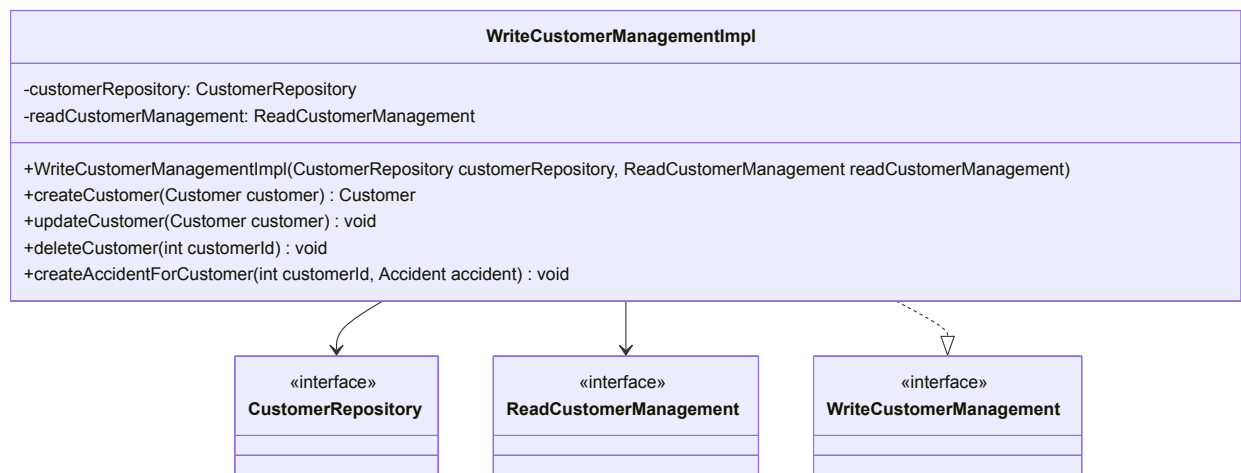 WriteCustomerManagementImpl
-customerRepository: CustomerRepository
-readCustomerManagement: ReadCustomerManagement
+WriteCustomerManagementImpl(CustomerRepository customerRepository, ReadCustomerManagement readCustomerManagement)
+createCustomer(Customer customer) : Customer
+updateCustomer(Customer customer) : void
+deleteCustomer(int customerId) : void
+createAccidentForCustomer(int customerId, Accident accident) : void
«interface»
CustomerRepository
«interface»
ReadCustomerManagement
«interface»
WriteCustomerManagement